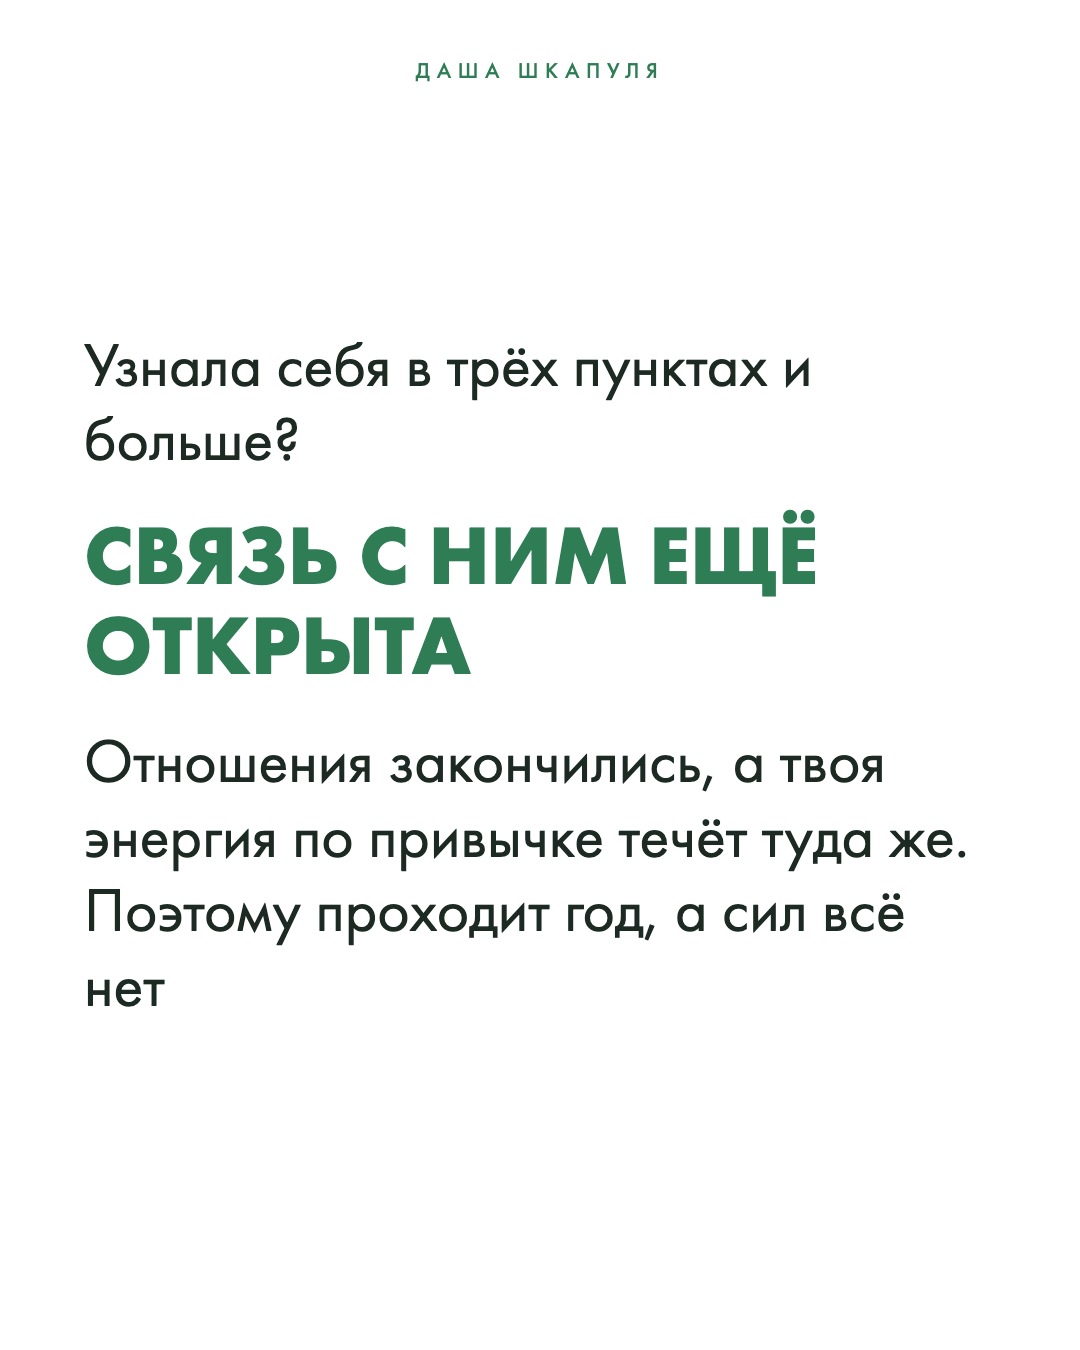 ДАША ШКАПУЛЯ
Узнала себя в трёх пунктах и
больше?
СВЯЗЬ С НИМ ЕЩЁ
ОТКРЫТА
Отношения закончились, а твоя
энергия по привычке течёт туда же.
Поэтому проходит год, а сил всё
нет